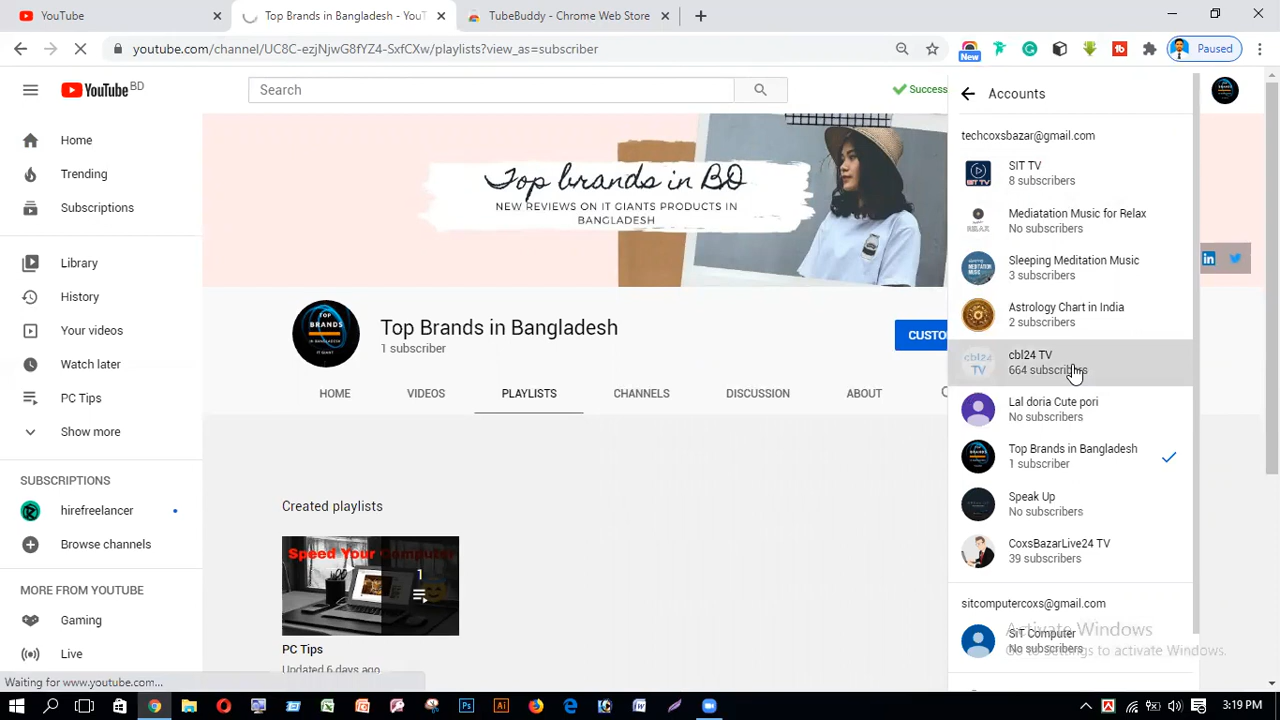 YouTube
Top Brands in Bangladesh - YouT
TubeBuddy - Chrome Web Store
youtube.com/channel/UC8C-ezjNjwG8fYZ4-SxfCXw/playlists?view_as=subscriber
New
Paused
YouTube BD
Search
Success
Accounts
techcoxsbazar@gmail.com
SIT TV
8 subscribers
Mediatation Music for Relax
No subscribers
Sleeping Meditation Music
3 subscribers
Astrology Chart in India
2 subscribers
cbl24 TV
664 subscribers
Lal doria Cute pori
No subscribers
Top Brands in Bangladesh
1 subscriber
Speak Up
No subscribers
CoxsBazarLive24 TV
39 subscribers
sitcomputercoxs@gmail.com
SIT Computer
No subscribers
Activate Windows
Go to Settings to activate Windows.
Home
Trending
Subscriptions
Library
History
Your videos
Watch later
PC Tips
Show more
SUBSCRIPTIONS
hirefreelancer
Browse channels
MORE FROM YOUTUBE
Gaming
Live
Top brands in BD
NEW REVIEWS ON IT GIANTS PRODUCTS IN
BANGLADESH
TOP
BRANDS
Top Brands in Bangladesh
1 subscriber
CUSTO
HOME
VIDEOS
PLAYLISTS
CHANNELS
DISCUSSION
ABOUT
Created playlists
Speed Your Computer
1
PC Tips
Updated 6 days ago
Waiting for www.youtube.com...
3:19 PM